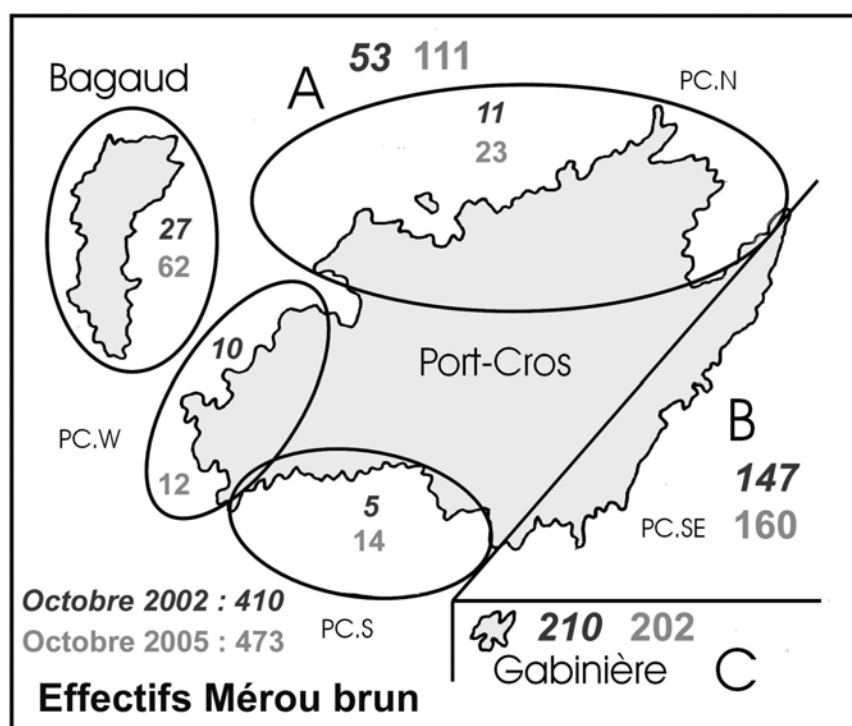 53 111
Bagaud
A
PC.N
11
23
27
62
10
Port-Cros
B
PC.W
147
12
5
PC.SE
160
14
Octobre 2002 : 410
Octobre 2005 : 473
PC.S
210 202
Gabinière
C
Effectifs Mérou brun